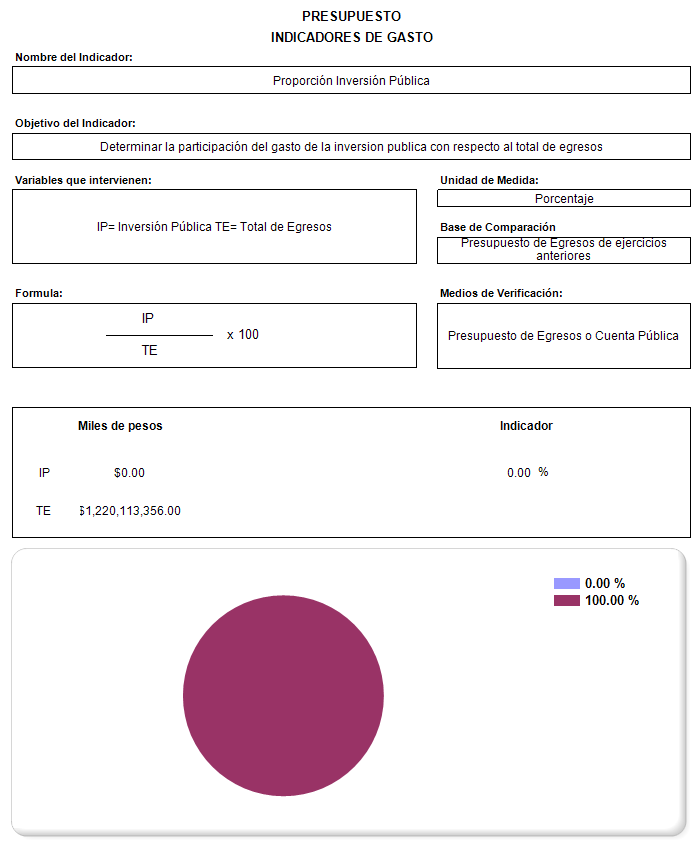 PRESUPUESTO
INDICADORES DE GASTO
Nombre del Indicador:
Proporción Inversión Pública
Objetivo del Indicador:
Determinar la participación del gasto de la inversion publica con respecto al total de egresos
Variables que intervienen:
IP= Inversión Pública TE= Total de Egresos
Unidad de Medida:
Porcentaje
Base de Comparación
Presupuesto de Egresos de ejercicios
anteriores
Formula:
IP
x 100
TE
Medios de Verificación:
Presupuesto de Egresos o Cuenta Pública
Miles de pesos Indicador
IP $0.00 0.00 %
TE $1,220,113,356.00
0.00 %
100.00 %